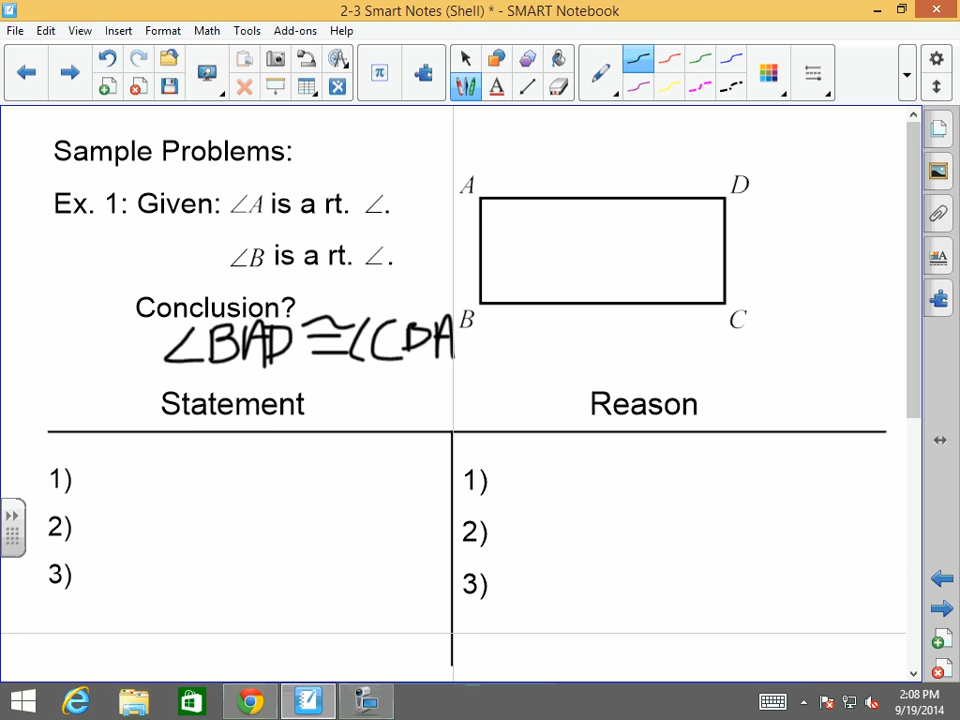 2-3 Smart Notes (Shell) * - SMART Notebook
File Edit View Insert Format Math Tools Add-ons Help
Sample Problems:
Ex. 1: Given: ∠A is a rt. ∠.
∠B is a rt. ∠.
Conclusion?
∠BAD ≅ ∠CBA
A
D
B
C
Statement
Reason
1)
1)
2)
2)
3)
3)
2:08 PM
9/19/2014